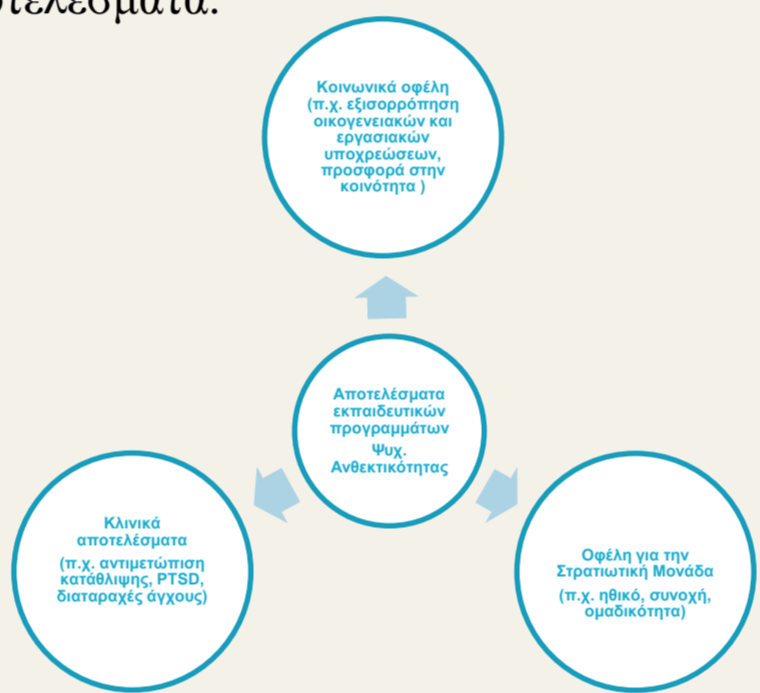 Κοινωνικά οφέλη
(π.χ. εξισορρόπηση
οικογενειακών και
εργασιακών
υποχρεώσεων,
προσφορά στην
κοινότητα )
Αποτελέσματα
εκπαιδευτικών
προγραμμάτων
Ψυχ.
Ανθεκτικότητας
Κλινικά
αποτελέσματα
(π.χ. αντιμετώπιση
κατάθλιψης, PTSD,
διαταραχές άγχους)
Οφέλη για την
Στρατιωτική Μονάδα
(π.χ. ηθικό, συνοχή,
ομαδικότητα)